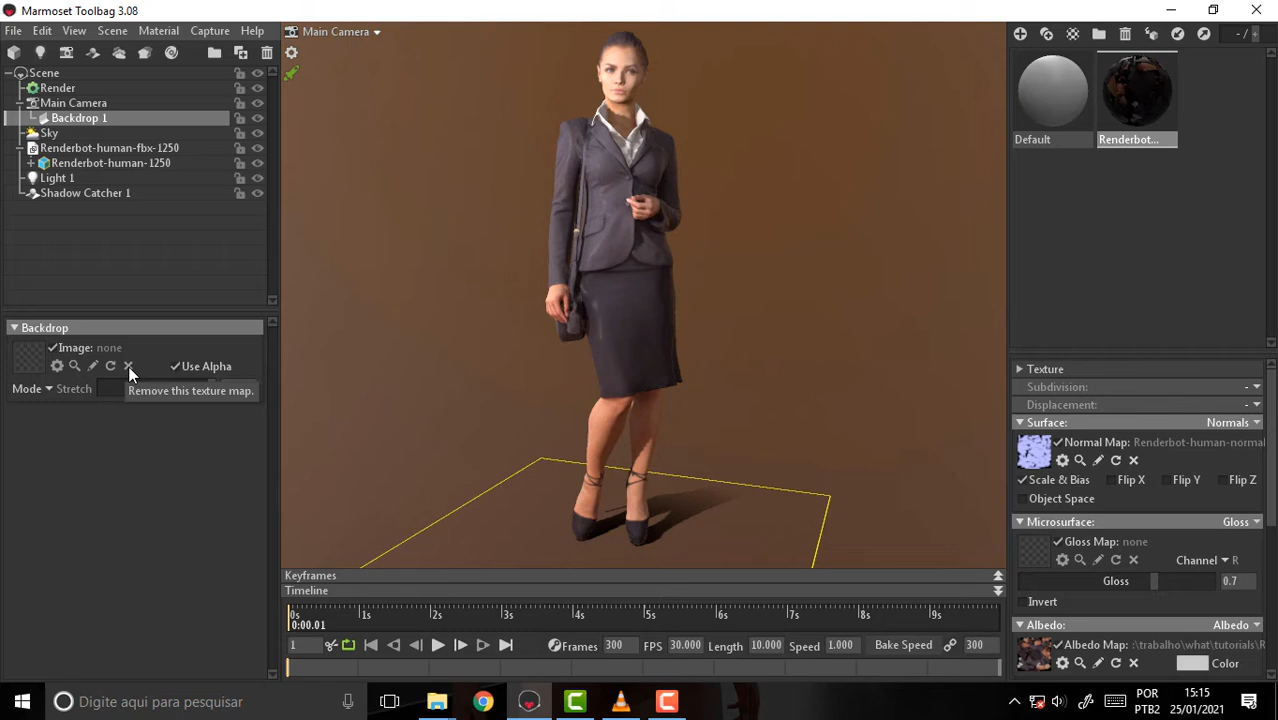 Marmoset Toolbag 3.08
File Edit View Scene Material Capture Help
Main Camera
- / +
Scene
Render
Main Camera
Backdrop 1
Sky
Renderbot-human-fbx-1250
Renderbot-human-1250
Light 1
Shadow Catcher 1
Default
Renderbot...
Backdrop
Image: none
Use Alpha
Mode Stretch
Remove this texture map.
Texture
Subdivision: -
Displacement: -
Surface: Normals
Normal Map: Renderbot-human-normal
Scale & Bias Flip X Flip Y Flip Z
Object Space
Microsurface: Gloss
Gloss Map: none
Channel R
Gloss 0.7
Invert
Albedo: Albedo
Albedo Map: d:\trabalho\what\tutorials\R
Color
Keyframes
Timeline
0s 1s 2s 3s 4s 5s 6s 7s 8s 9s
0:00.01
1 Frames 300 FPS 30.000 Length 10.000 Speed 1.000 Bake Speed 300
Digite aqui para pesquisar
POR
PTB2
15:15
25/01/2021